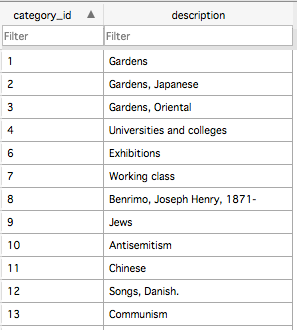 category_id description
Filter Filter
1 Gardens
2 Gardens, Japanese
3 Gardens, Oriental
4 Universities and colleges
6 Exhibitions
7 Working class
8 Benrimo, Joseph Henry, 1871-
9 Jews
10 Antisemitism
11 Chinese
12 Songs, Danish.
13 Communism